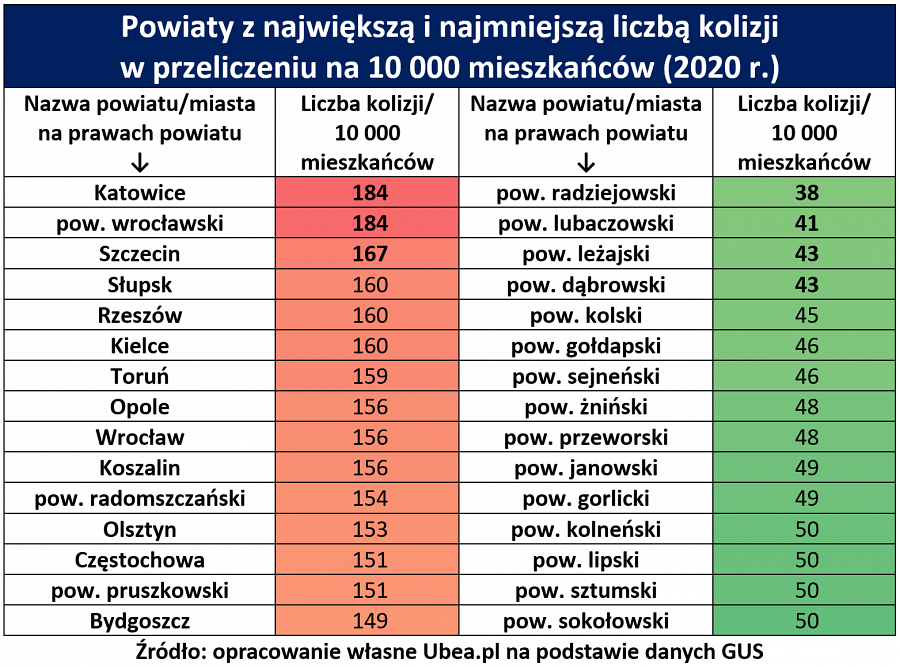 Powiaty z największą i najmniejszą liczbą kolizji
w przeliczeniu na 10 000 mieszkańców (2020 r.)
Nazwa powiatu/miasta na prawach powiatu ↓ Liczba kolizji/ 10 000 mieszkańców Nazwa powiatu/miasta na prawach powiatu ↓ Liczba kolizji/ 10 000 mieszkańców
Katowice 184 pow. radziejowski 38
pow. wrocławski 184 pow. lubaczowski 41
Szczecin 167 pow. leżajski 43
Słupsk 160 pow. dąbrowski 43
Rzeszów 160 pow. kolski 45
Kielce 160 pow. gołdapski 46
Toruń 159 pow. sejneński 46
Opole 156 pow. żniński 48
Wrocław 156 pow. przeworski 48
Koszalin 156 pow. janowski 49
pow. radomszczański 154 pow. gorlicki 49
Olsztyn 153 pow. kolneński 50
Częstochowa 151 pow. lipski 50
pow. pruszkowski 151 pow. sztumski 50
Bydgoszcz 149 pow. sokołowski 50
Źródło: opracowanie własne Ubea.pl na podstawie danych GUS